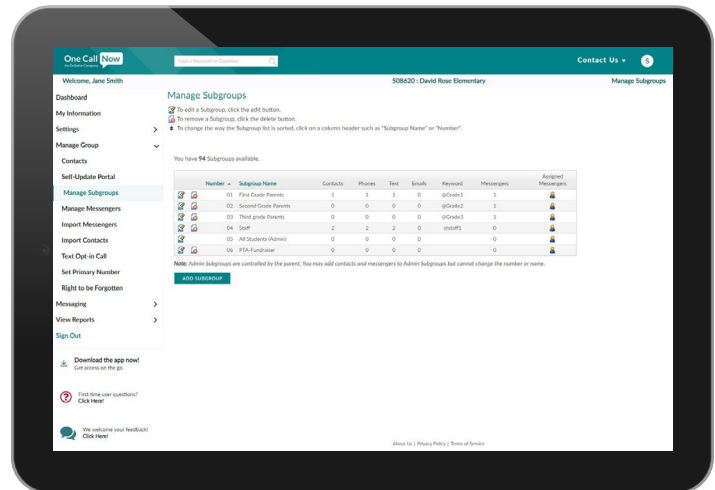 One Call Now
Type a Keyword or Question
Contact Us
S
Welcome, Jane Smith
508620 : David Rose Elementary
Manage Subgroups
Dashboard
My Information
Settings
Manage Group
Contacts
Self-Update Portal
Manage Subgroups
Manage Messengers
Import Messengers
Import Contacts
Text Opt-in Call
Set Primary Number
Right to be Forgotten
Messaging
View Reports
Sign Out
Download the app now!
Get access on the go.
First time user questions?
Click Here!
We welcome your feedback!
Click Here!
Manage Subgroups
To edit a Subgroup, click the edit button.
To remove a Subgroup, click the delete button.
To change the way the Subgroup list is sorted, click on a column header such as "Subgroup Name" or "Number".
You have 94 Subgroups available.
Number Subgroup Name Contacts Phones Text Emails Keyword Messengers Assigned Messengers
01 First Grade Parents 1 1 1 0 @Grade1 1
02 Second Grade Parents 0 0 0 0 @Grade2 1
03 Third grade Parents 0 0 0 0 @Grade3 1
04 Staff 2 2 2 0 @staff1 0
05 All Students (Admin) 0 0 0 0 0
06 PTA-Fundraiser 0 0 0 0 0
Note: Admin Subgroups are controlled by the parent. You may add contacts and messengers to Admin Subgroups but cannot change the number or name.
ADD SUBGROUP
About Us | Privacy Policy | Terms of Service